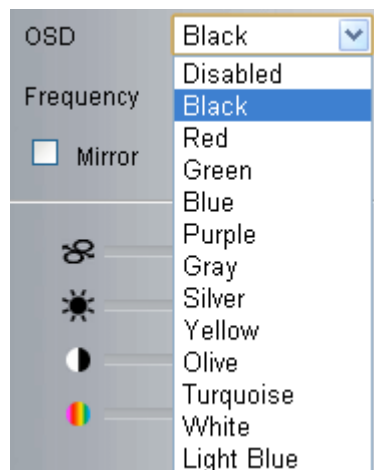 OSD
Black
Disabled
Frequency
Black
Red
Mirror
Green
Blue
Purple
Gray
Silver
Yellow
Olive
Turquoise
White
Light Blue